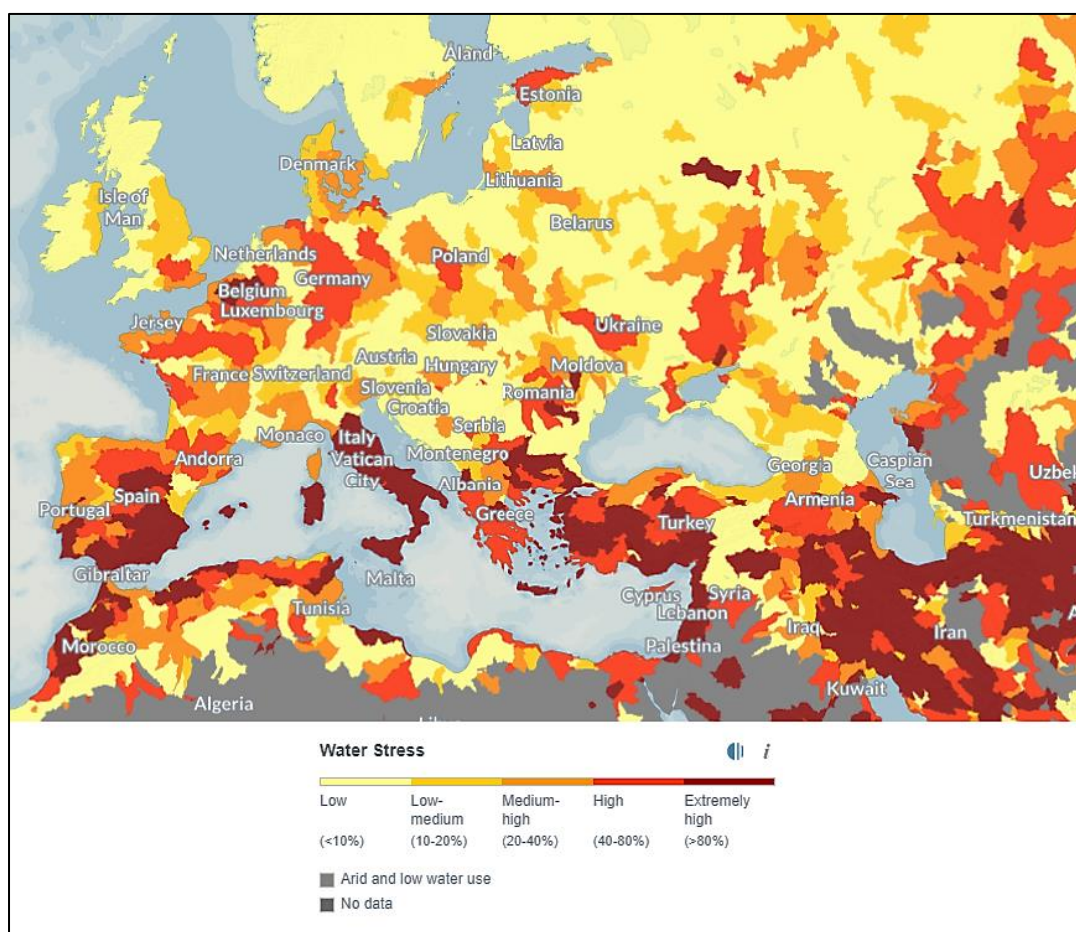 Åland
Estonia
Latvia
Denmark
Lithuania
Isle of
Man
Belarus
Netherlands
Poland
Germany
Belgium
Luxembourg
Jersey
Ukraine
Slovakia
Austria
Moldova
Hungary
France Switzerland
Slovenia
Romania
Croatia
Serbia
Monaco
Italy
Montenegro
Andorra
Vatican
City
Georgia
Caspian
Sea
Uzbek
Albania
Spain
Armenia
Portugal
Greece
Turkey
Turkmenistan
Gibraltar
Malta
Cyprus
Syria
Tunisia
Lebanon
Iraq
Iran
A
Morocco
Palestina
Kuwait
Algeria
Water Stress
i
Low
Low-
medium
Medium-
high
High
Extremely
high
(<10%)
(10-20%)
(20-40%)
(40-80%)
(>80%)
Arid and low water use
No data